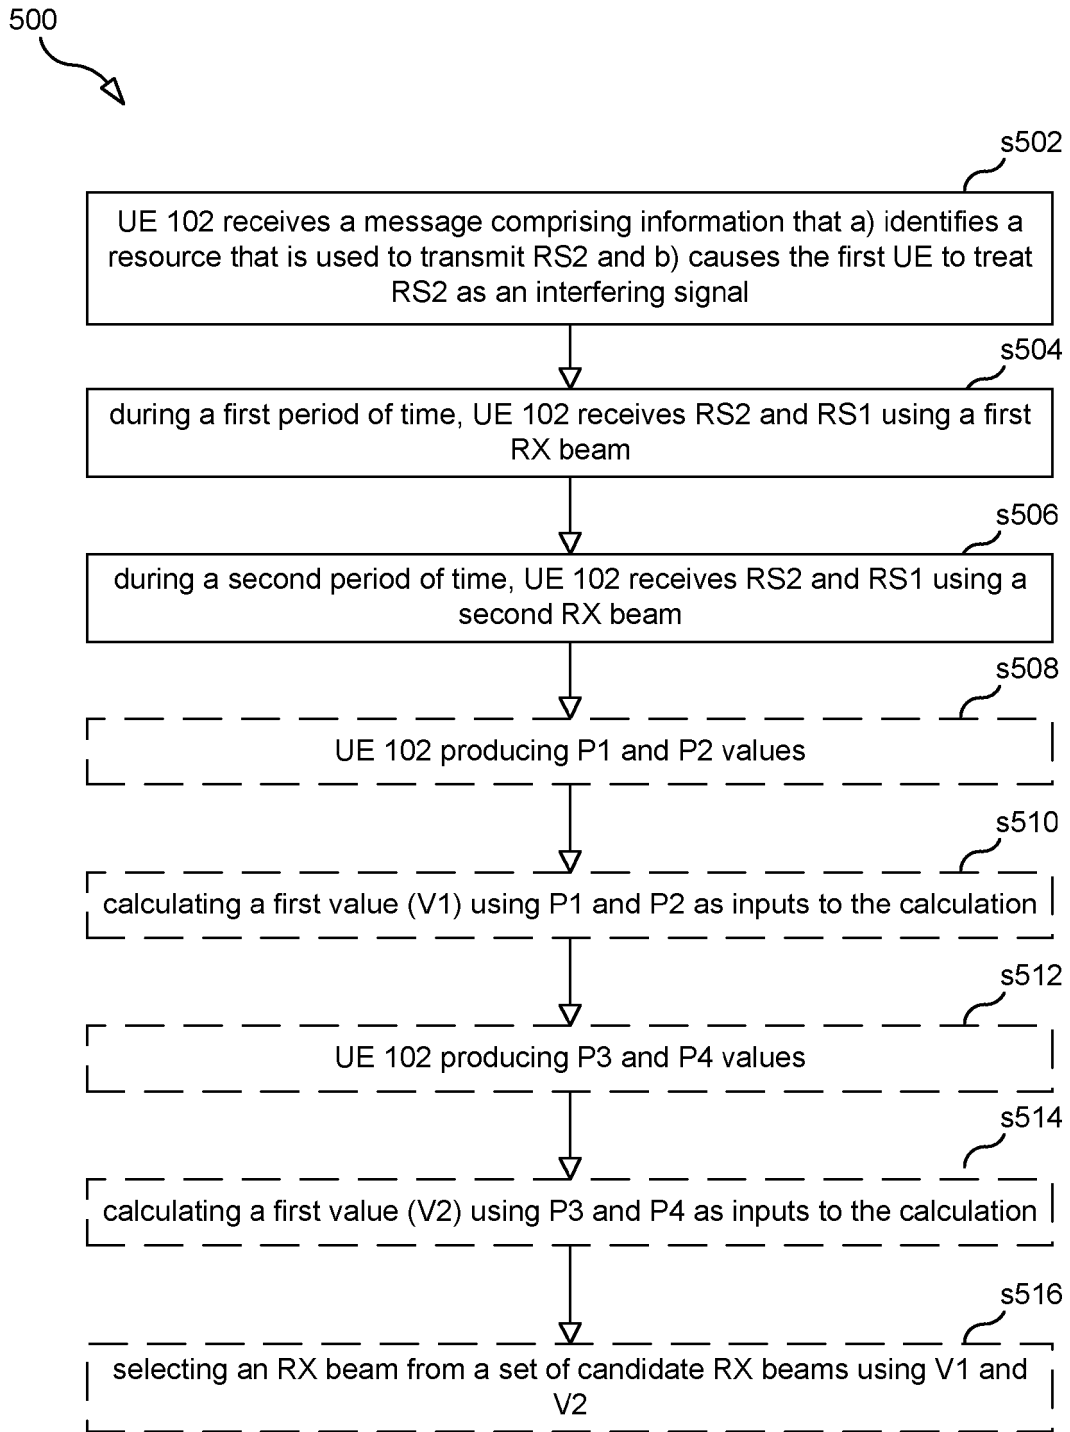 500
s502
UE 102 receives a message comprising information that a) identifies a
resource that is used to transmit RS2 and b) causes the first UE to treat
RS2 as an interfering signal
s504
during a first period of time, UE 102 receives RS2 and RS1 using a first
RX beam
s506
during a second period of time, UE 102 receives RS2 and RS1 using a
second RX beam
s508
UE 102 producing P1 and P2 values
s510
calculating a first value (V1) using P1 and P2 as inputs to the calculation
s512
UE 102 producing P3 and P4 values
s514
calculating a first value (V2) using P3 and P4 as inputs to the calculation
s516
selecting an RX beam from a set of candidate RX beams using V1 and
V2